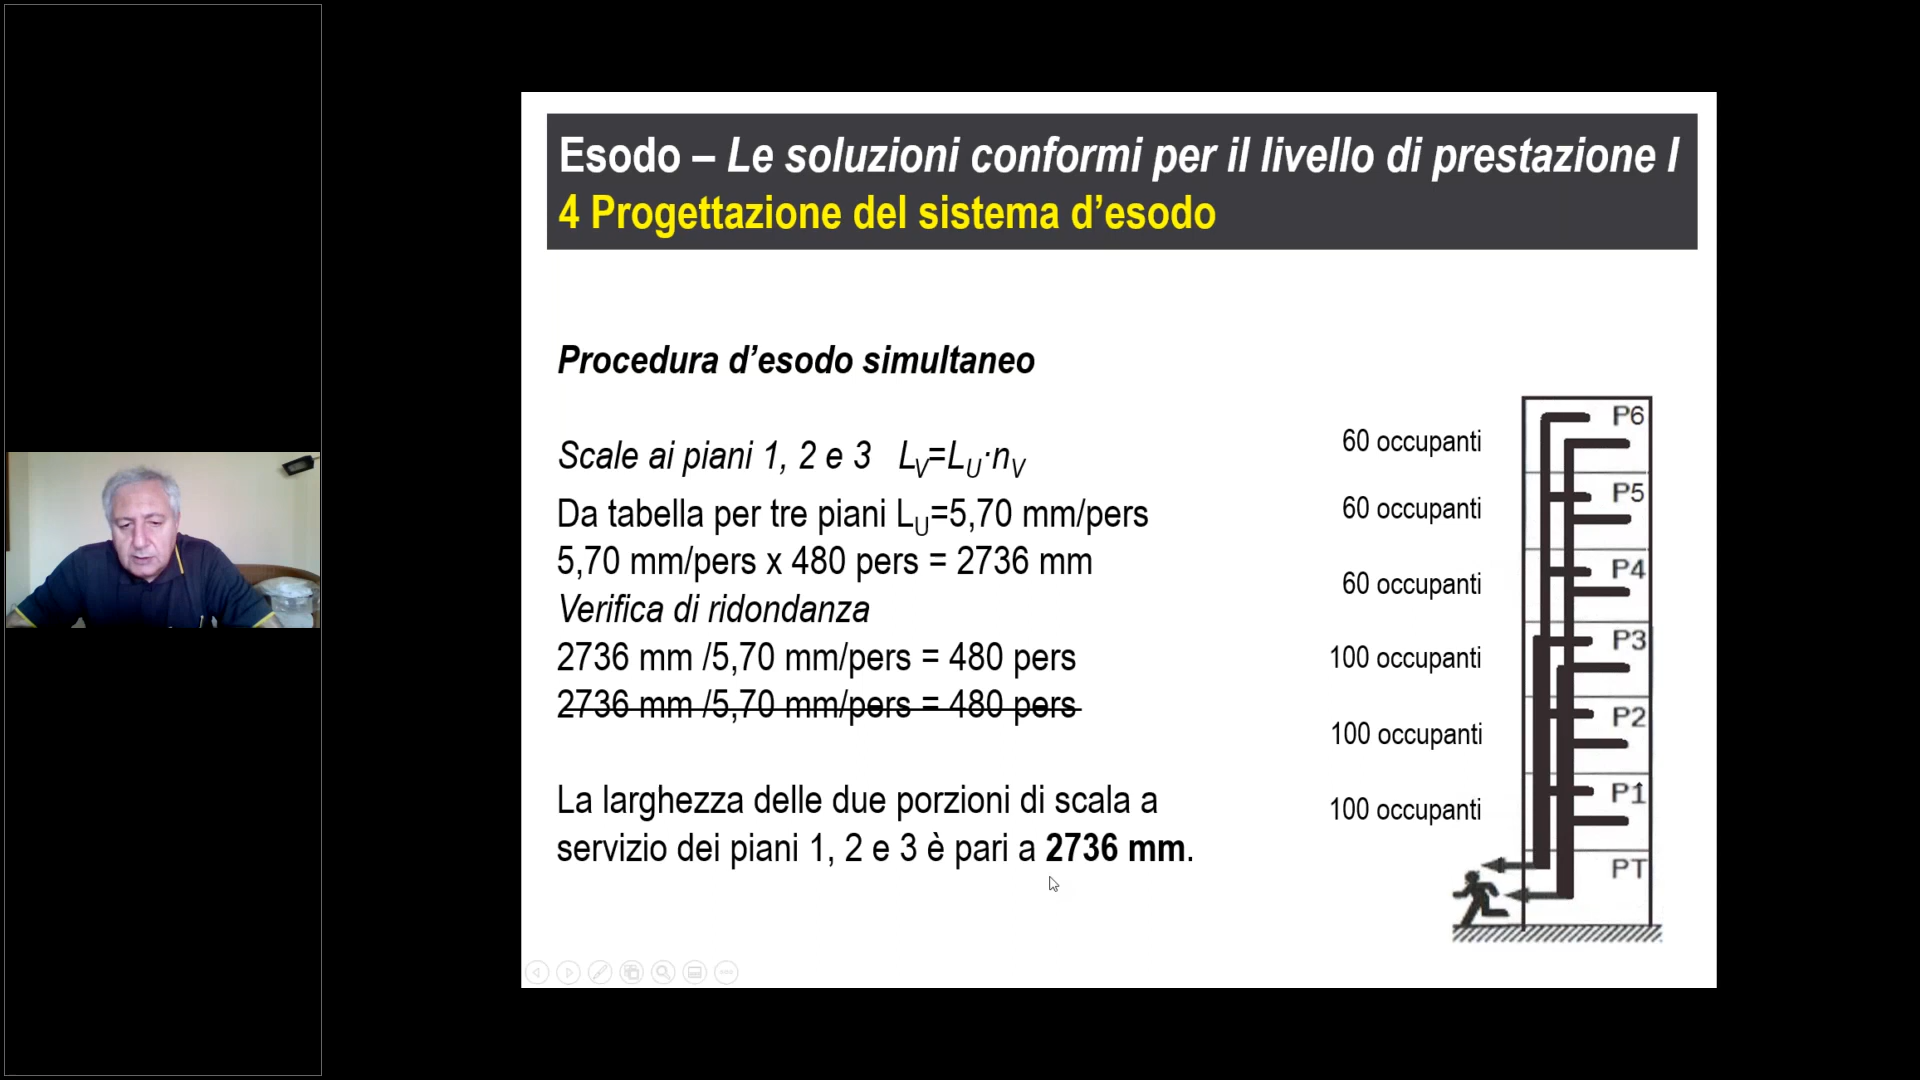 Esodo – Le soluzioni conformi per il livello di prestazione I
4 Progettazione del sistema d’esodo
Procedura d’esodo simultaneo
Scale ai piani 1, 2 e 3 LV=LU·nV
Da tabella per tre piani LU=5,70 mm/pers
5,70 mm/pers x 480 pers = 2736 mm
Verifica di ridondanza
2736 mm /5,70 mm/pers = 480 pers
2736 mm /5,70 mm/pers = 480 pers
La larghezza delle due porzioni di scala a
servizio dei piani 1, 2 e 3 è pari a 2736 mm.
60 occupanti P6
60 occupanti P5
60 occupanti P4
100 occupanti P3
100 occupanti P2
100 occupanti P1
PT